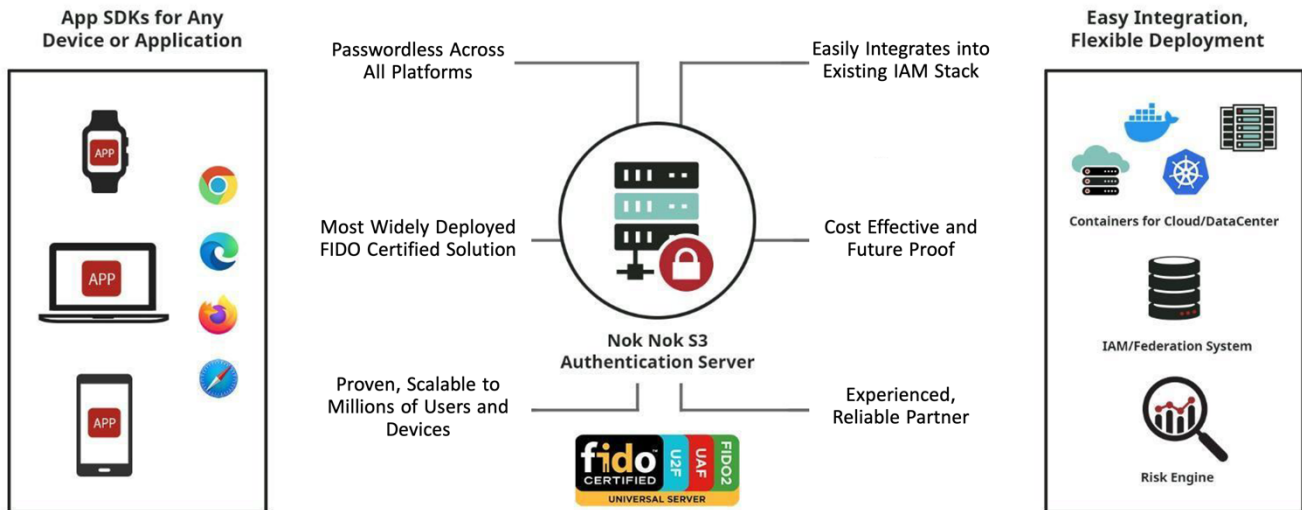 App SDKs for Any
Device or Application
APP
APP
APP
Passwordless Across
All Platforms
Most Widely Deployed
FIDO Certified Solution
Proven, Scalable to
Millions of Users and
Devices
Nok Nok S3
Authentication Server
fido™
CERTIFIED
U2F
UAF
FIDO2
UNIVERSAL SERVER
Easily Integrates into
Existing IAM Stack
Cost Effective and
Future Proof
Experienced,
Reliable Partner
Easy Integration,
Flexible Deployment
Containers for Cloud/DataCenter
IAM/Federation System
Risk Engine